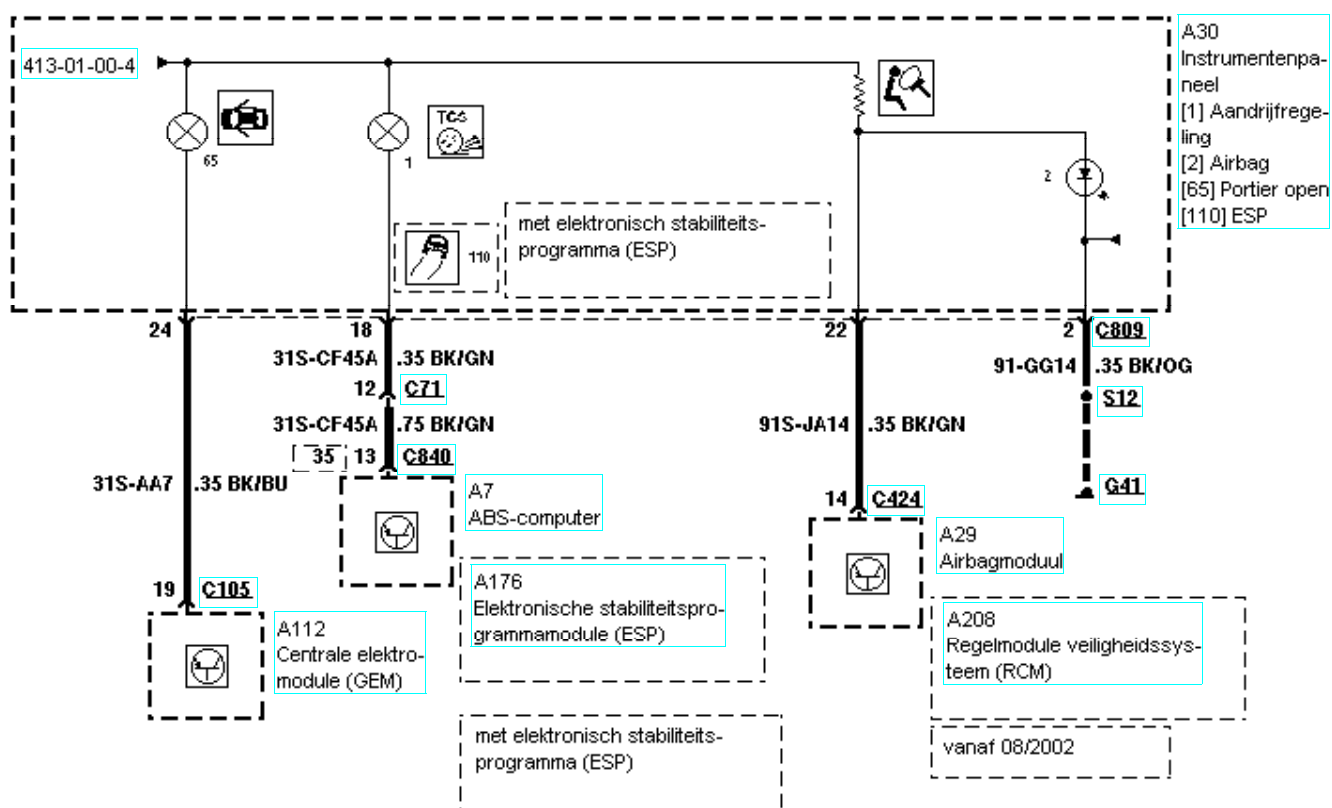 413-01-00-4
65
TCS
1
110
met elektronisch stabiliteits-
programma (ESP)
2
A30
Instrumentenpa-
neel
[1] Aandrijfrege-
ling
[2] Airbag
[65] Portier open
[110] ESP
24
18
22
2
C809
31S-CF45A
.35 BK/GN
91-GG14
.35 BK/OG
12
C71
S12
31S-CF45A
.75 BK/GN
91S-JA14
.35 BK/GN
35
13
C840
31S-AA7
.35 BK/BU
A7
ABS-computer
14
C424
G41
A29
Airbagmoduul
A176
Elektronische stabiliteitspro-
grammamodule (ESP)
19
C105
A112
Centrale elektro-
module (GEM)
A208
Regelmodule veiligheidssys-
teem (RCM)
met elektronisch stabiliteits-
programma (ESP)
vanaf 08/2002